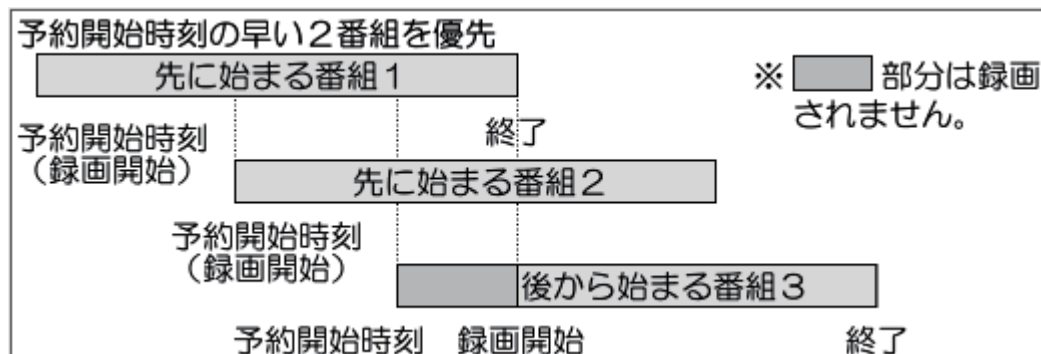 予約開始時刻の早い２番組を優先
先に始まる番組１
※ 部分は録画
されません。
予約開始時刻
（録画開始）
終了
先に始まる番組２
予約開始時刻
（録画開始）
後から始まる番組３
予約開始時刻 録画開始 終了